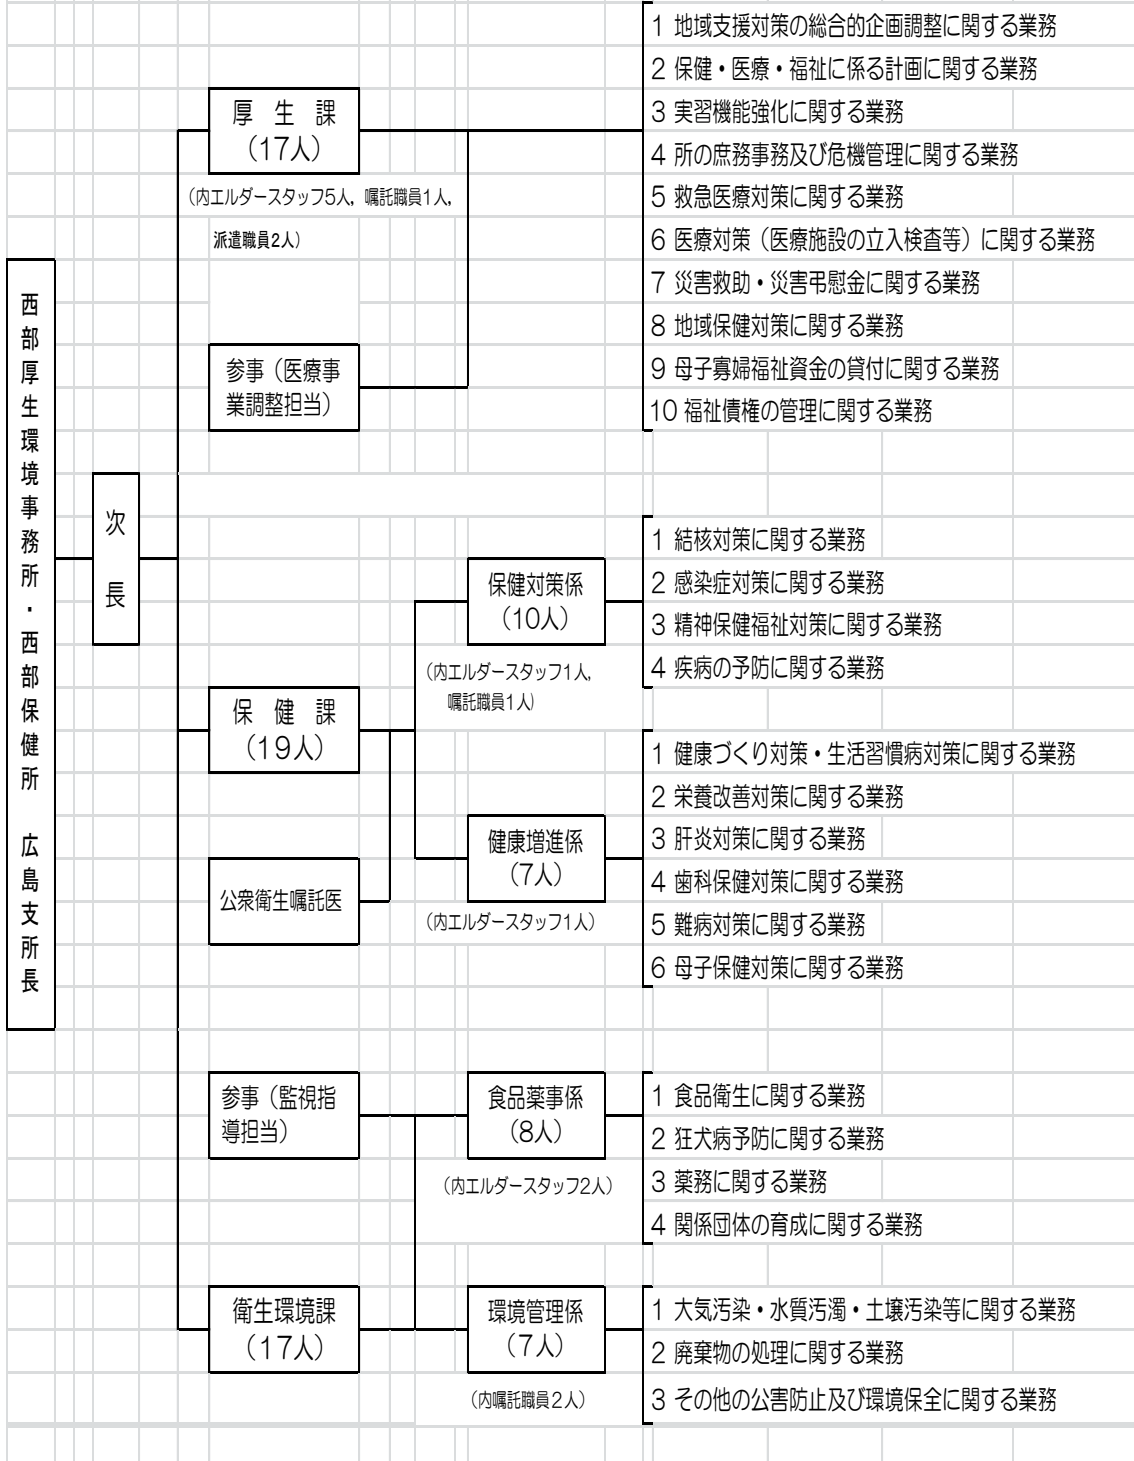 西部厚生環境事務所・西部保健所　広島支所長
次長
厚　生　課
（17人）
（内エルダースタッフ5人，嘱託職員1人，
派遣職員2人）
参事（医療事
業調整担当）
1 地域支援対策の総合的企画調整に関する業務
2 保健・医療・福祉に係る計画に関する業務
3 実習機能強化に関する業務
4 所の庶務事務及び危機管理に関する業務
5 救急医療対策に関する業務
6 医療対策（医療施設の立入検査等）に関する業務
7 災害救助・災害弔慰金に関する業務
8 地域保健対策に関する業務
9 母子寡婦福祉資金の貸付に関する業務
10 福祉債権の管理に関する業務
保　健　課
（19人）
公衆衛生嘱託医
保健対策係
（10人）
（内エルダースタッフ1人，
嘱託職員1人）
1 結核対策に関する業務
2 感染症対策に関する業務
3 精神保健福祉対策に関する業務
4 疾病の予防に関する業務
健康増進係
（7人）
（内エルダースタッフ1人）
1 健康づくり対策・生活習慣病対策に関する業務
2 栄養改善対策に関する業務
3 肝炎対策に関する業務
4 歯科保健対策に関する業務
5 難病対策に関する業務
6 母子保健対策に関する業務
参事（監視指
導担当）
食品薬事係
（8人）
（内エルダースタッフ2人）
1 食品衛生に関する業務
2 狂犬病予防に関する業務
3 薬務に関する業務
4 関係団体の育成に関する業務
衛生環境課
（17人）
環境管理係
（7人）
（内嘱託職員2人）
1 大気汚染・水質汚濁・土壌汚染等に関する業務
2 廃棄物の処理に関する業務
3 その他の公害防止及び環境保全に関する業務